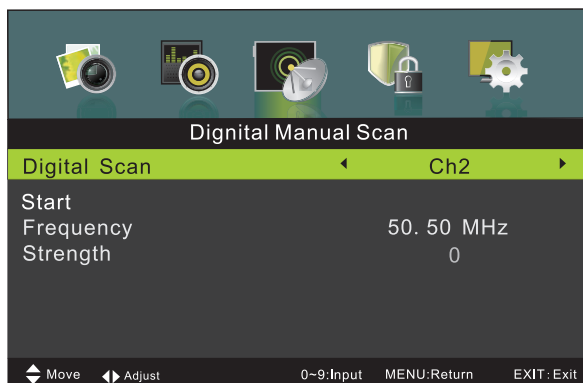 Dignital Manual Scan
Digital Scan Ch2
Start
Frequency 50. 50 MHz
Strength 0
Move Adjust 0~9:Input MENU:Return EXIT:Exit